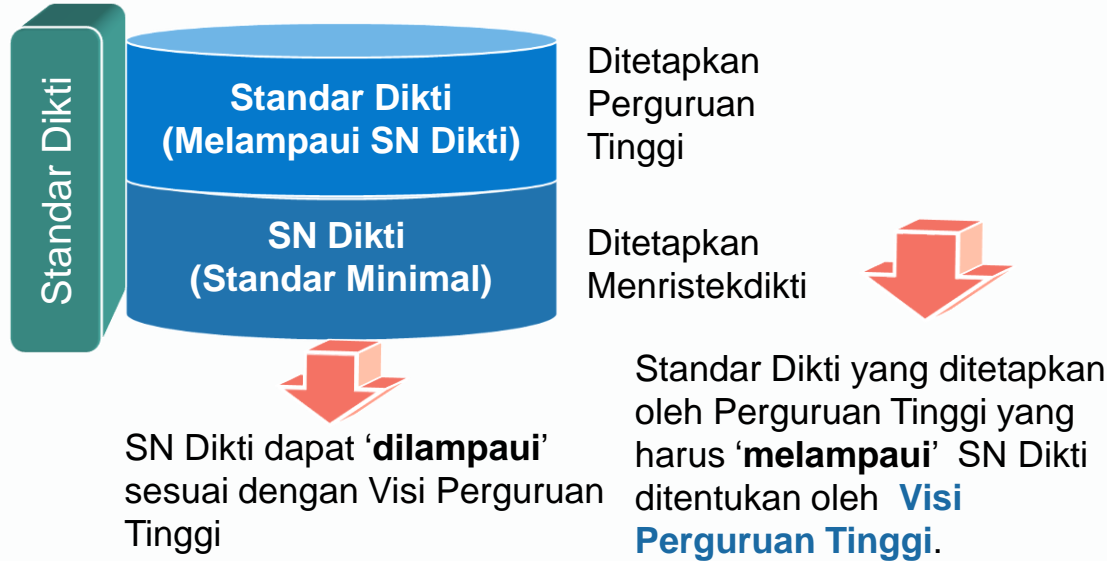 Standar Dikti
Standar Dikti
(Melampaui SN Dikti)
Ditetapkan
Perguruan
Tinggi
SN Dikti
(Standar Minimal)
Ditetapkan
Menristekdikti
SN Dikti dapat ‘dilampaui’
sesuai dengan Visi Perguruan
Tinggi
Standar Dikti yang ditetapkan
oleh Perguruan Tinggi yang
harus ‘melampaui’ SN Dikti
ditentukan oleh Visi
Perguruan Tinggi.